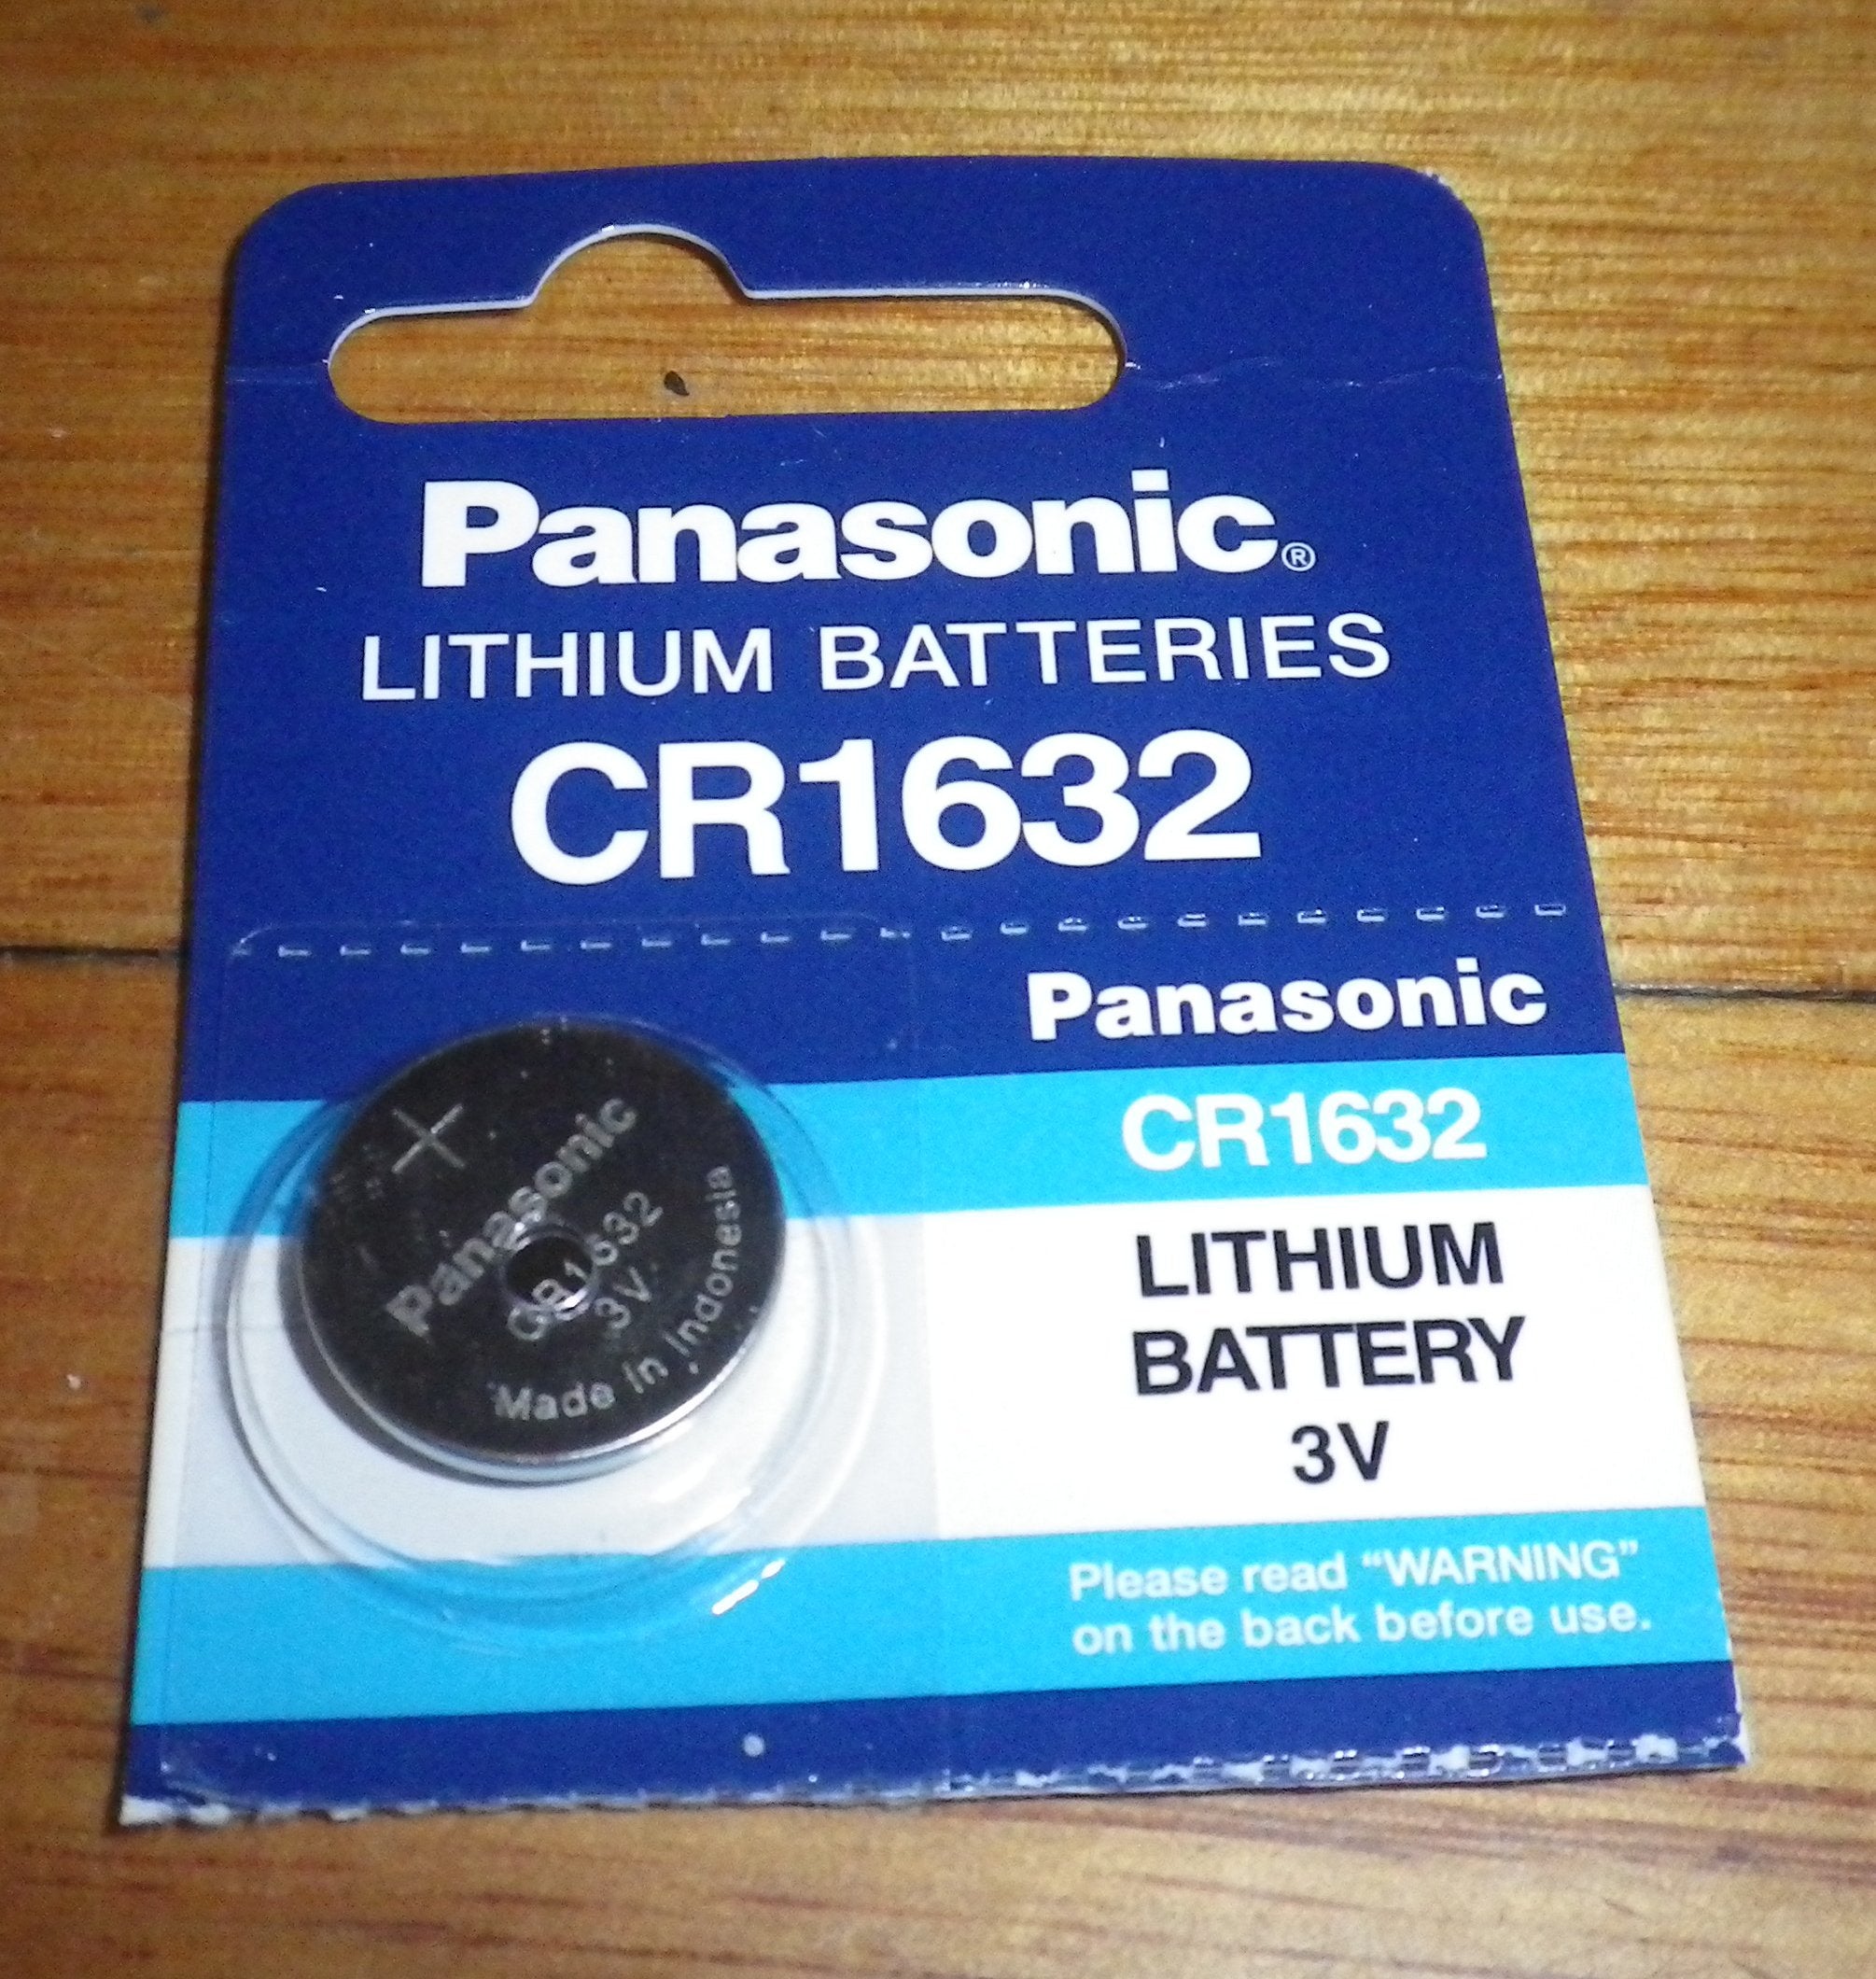 Panasonic®
LITHIUM BATTERIES
CR1632
Panasonic
CR1632
LITHIUM
BATTERY
3V
Please read “WARNING”
on the back before use.
+
Panasonic
CR1632
3V
Made in Indonesia